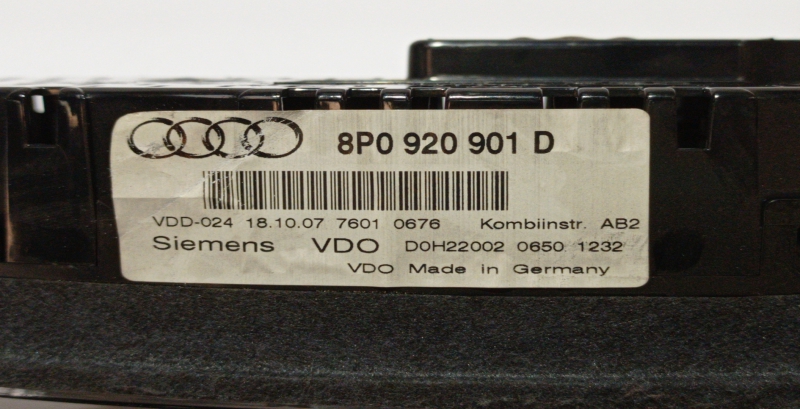 8P0 920 901 D
VDD-024 18.10.07 7601 0676 Kombiinstr. AB2
Siemens VDO D0H22002 0650 1232
VDO Made in Germany